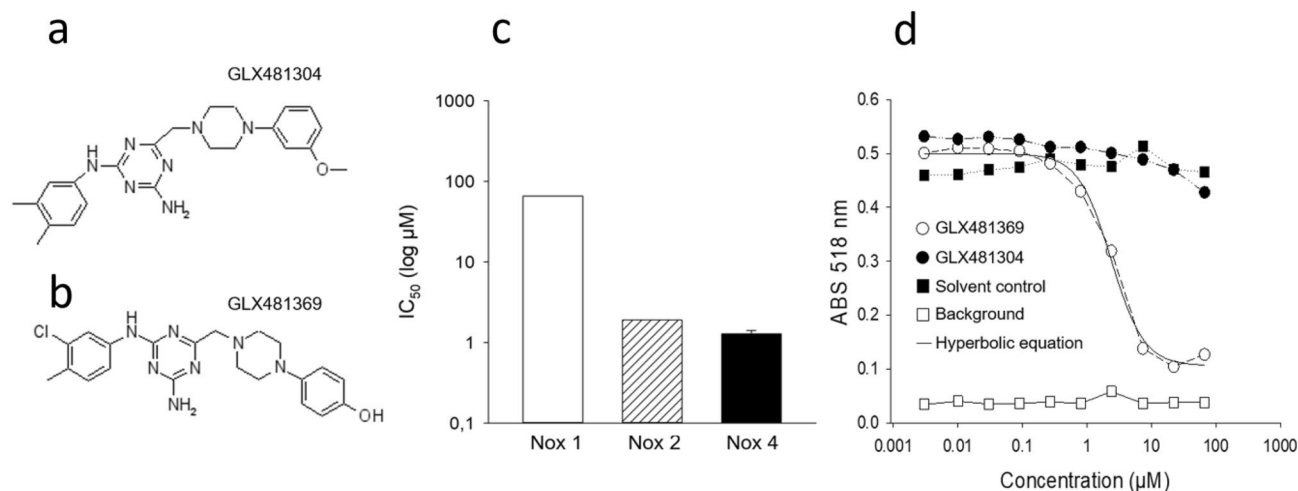 a
GLX481304
N
N
O
N
N
H
N
N
NH2
b
GLX481369
Cl
H
N
N
N
N
N
N
NH2
OH
c
1000
100
10
1
0,1
IC50 (log µM)
Nox 1
Nox 2
Nox 4
d
0.6
0.5
0.4
0.3
0.2
0.1
0.0
ABS 518 nm
GLX481369
GLX481304
Solvent control
Background
Hyperbolic equation
0.001
0.01
0.1
1
10
100
1000
Concentration (µM)